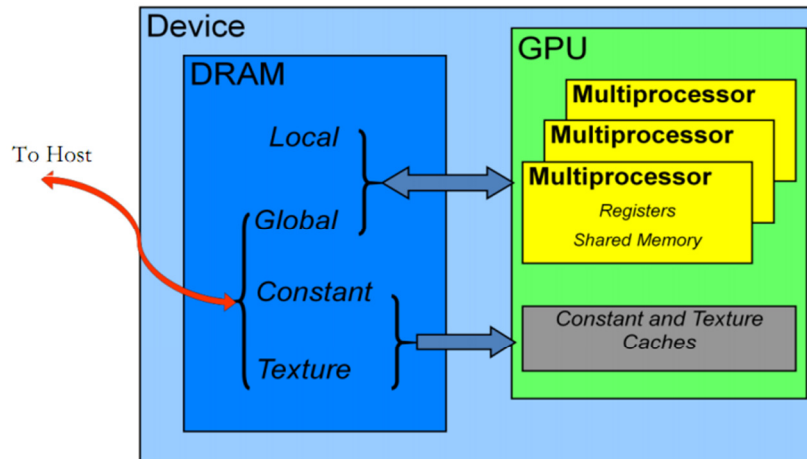 Device
DRAM
Local
Global
Constant
Texture
To Host
GPU
Multiprocessor
Multiprocessor
Multiprocessor
Registers
Shared Memory
Constant and Texture
Caches